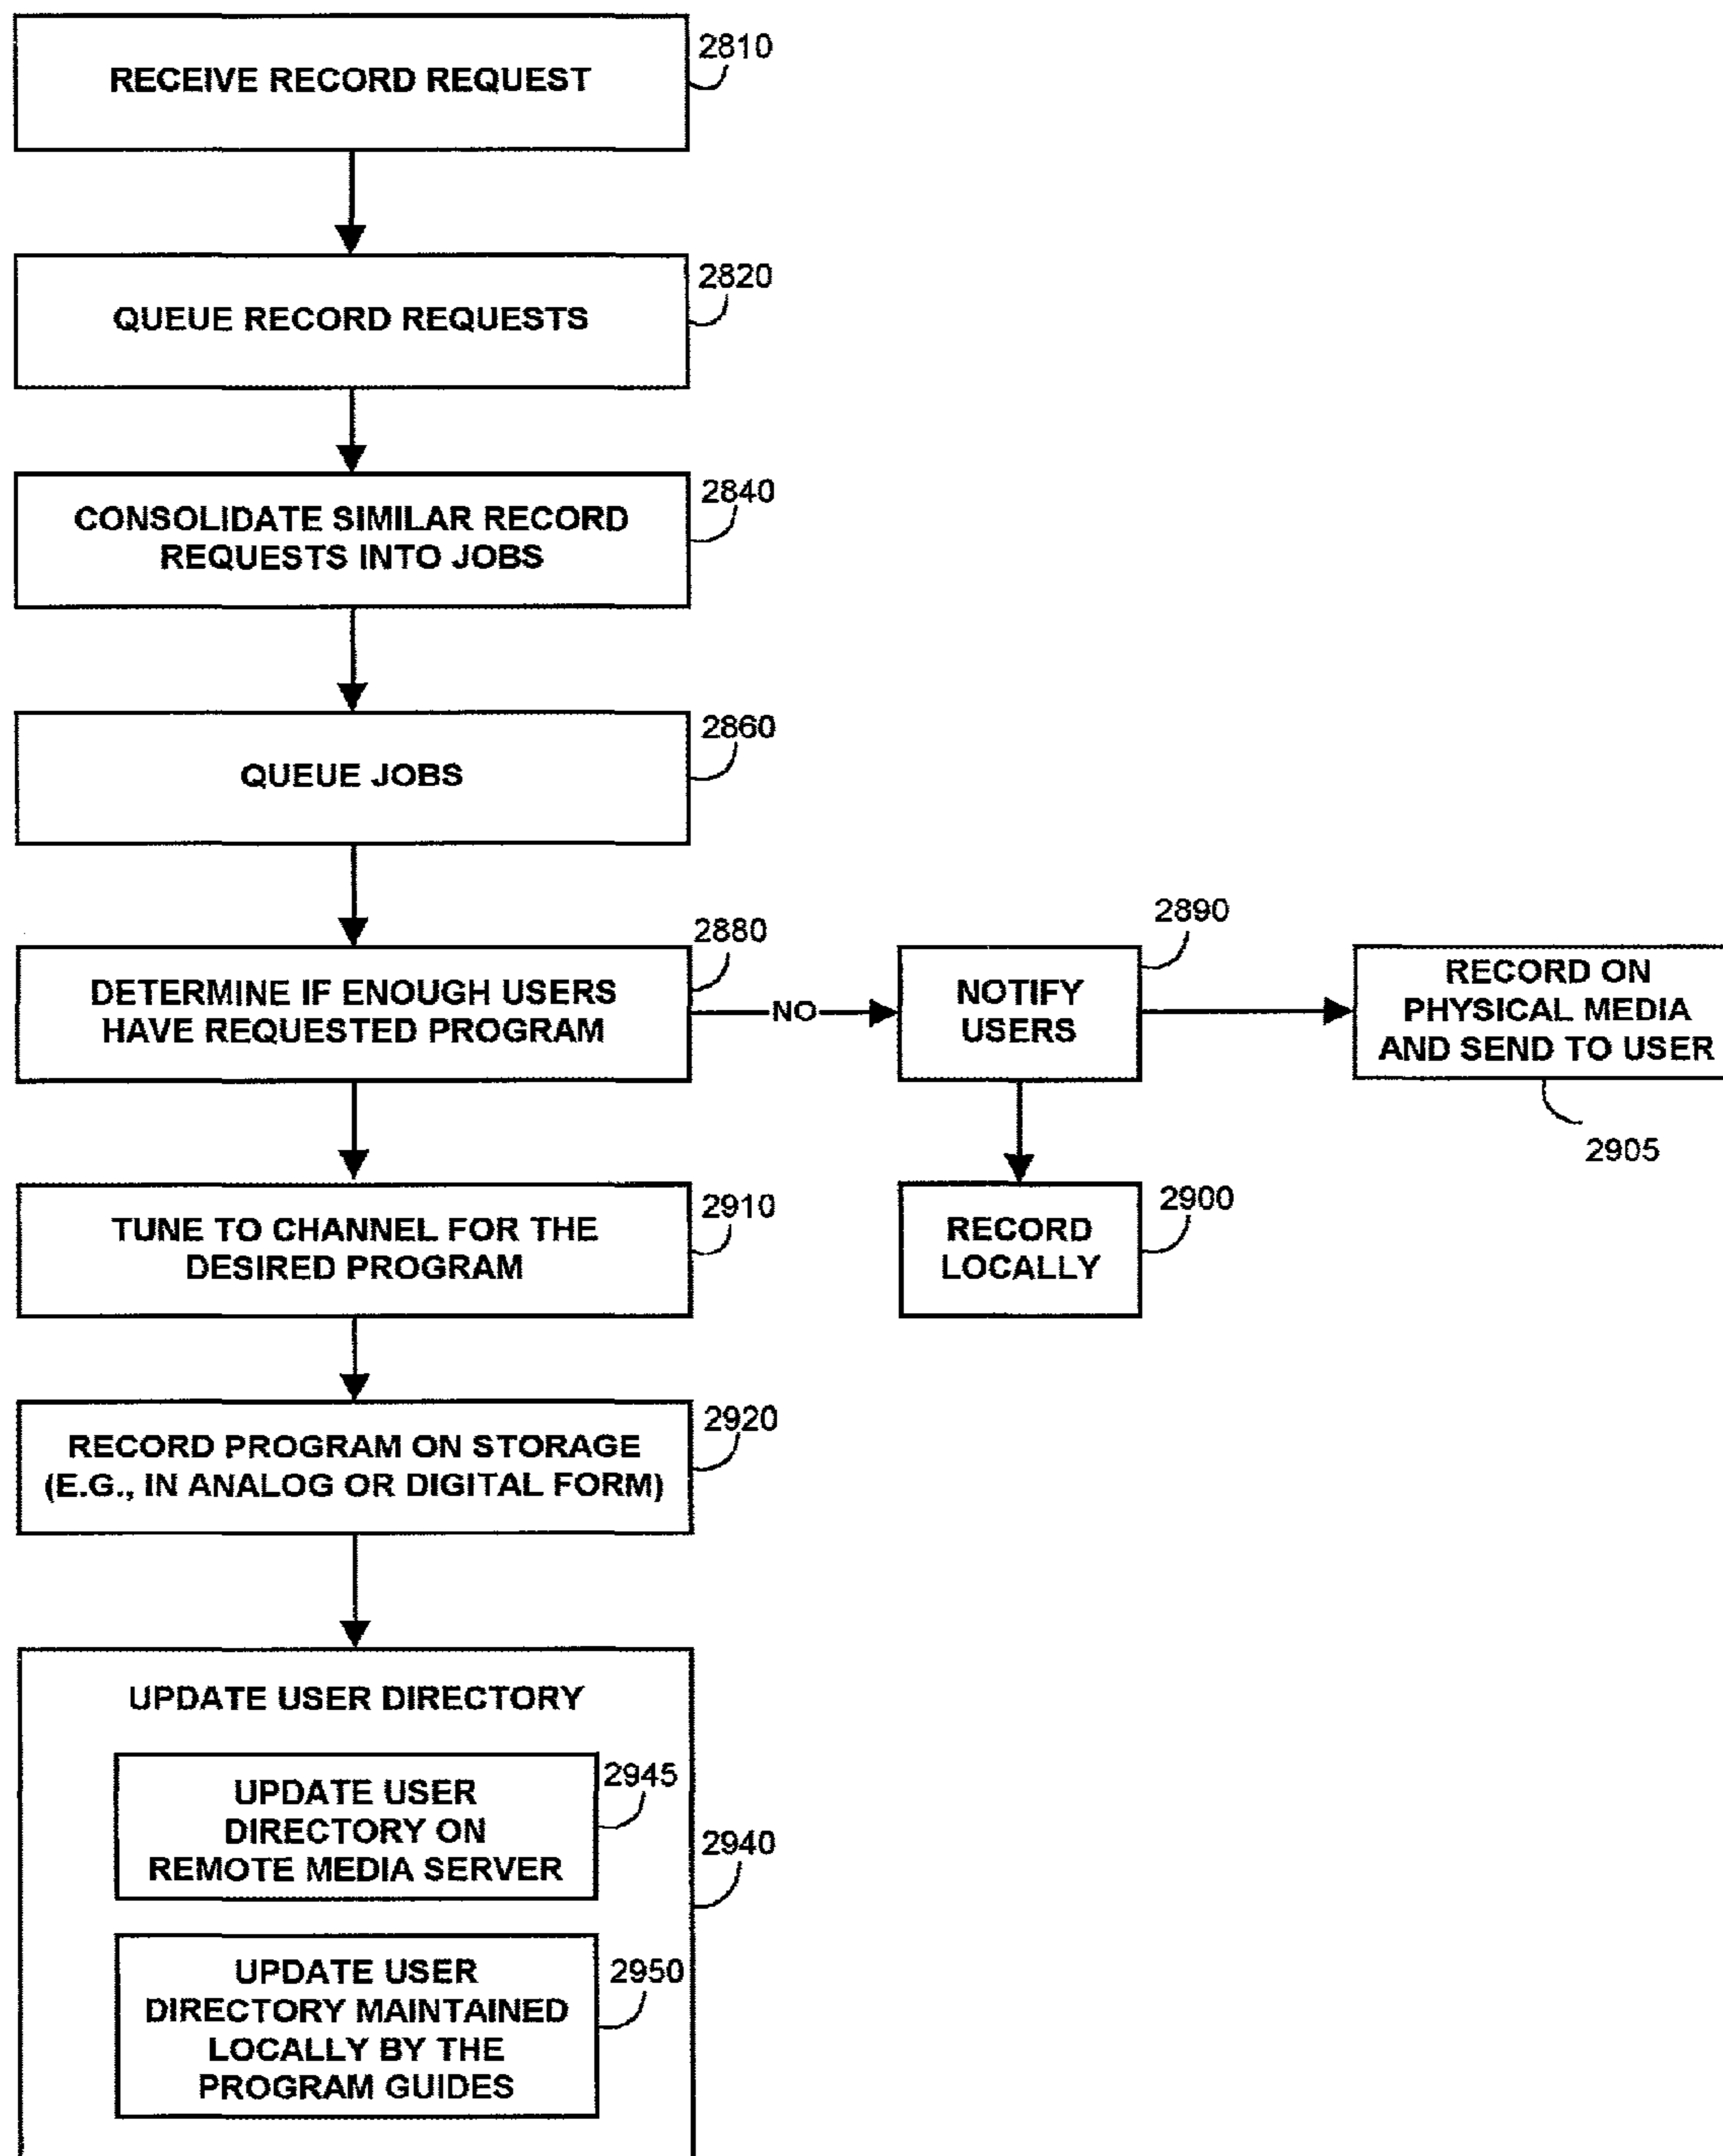 RECEIVE RECORD REQUEST
2810
QUEUE RECORD REQUESTS
2820
CONSOLIDATE SIMILAR RECORD
REQUESTS INTO JOBS
2840
QUEUE JOBS
2860
DETERMINE IF ENOUGH USERS
HAVE REQUESTED PROGRAM
2880
NO
NOTIFY
USERS
2890
RECORD ON
PHYSICAL MEDIA
AND SEND TO USER
2905
RECORD
LOCALLY
2900
TUNE TO CHANNEL FOR THE
DESIRED PROGRAM
2910
RECORD PROGRAM ON STORAGE
(E.G., IN ANALOG OR DIGITAL FORM)
2920
UPDATE USER DIRECTORY
2940
UPDATE USER
DIRECTORY ON
REMOTE MEDIA SERVER
2945
UPDATE USER
DIRECTORY MAINTAINED
LOCALLY BY THE
PROGRAM GUIDES
2950